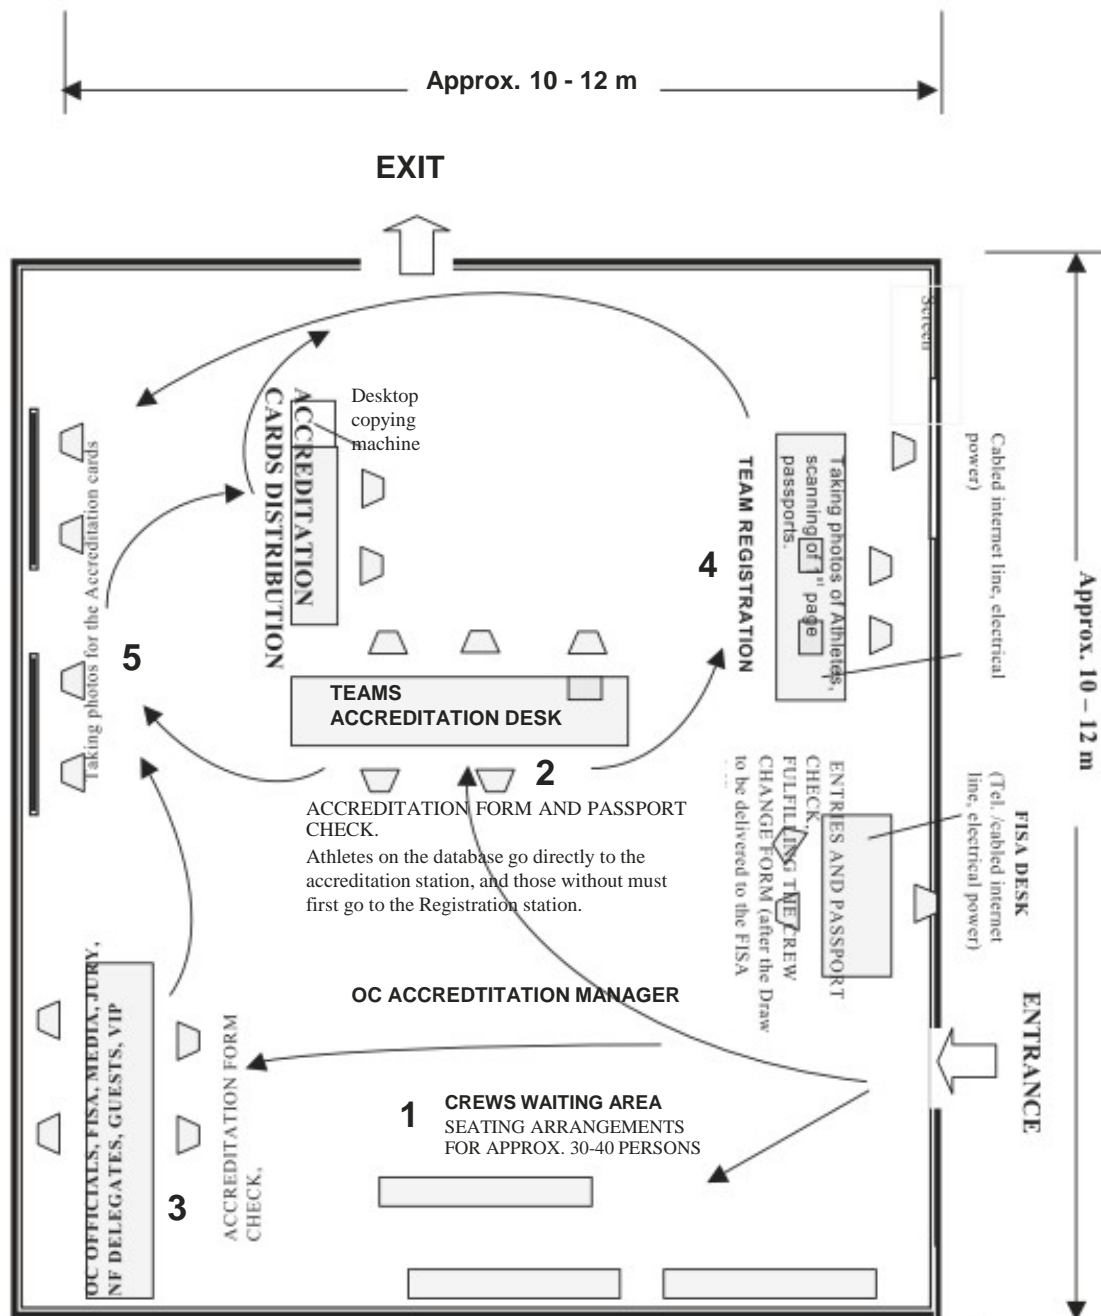 Approx. 10 - 12 m
EXIT
Screen
Desktop
copying
machine
ACCREDITATION
CARDS DISTRIBUTION
Taking photos for the Accreditation cards
5
4
TEAM REGISTRATION
Taking photos of Athletes,
scanning of 1st page
passports.
Cabled internet line, electrical
power)
Approx. 10 – 12 m
TEAMS
ACCREDITATION DESK
2
ACCREDITATION FORM AND PASSPORT
CHECK.
Athletes on the database go directly to the
accreditation station, and those without must
first go to the Registration station.
ENTRIES AND PASSPORT
CHECK,
FULFILLING THE CREW
CHANGE FORM (after the Draw
to be delivered to the FISA
FISA DESK
(Tel. /cabled internet
line, electrical power)
OC ACCREDTITATION MANAGER
ENTRANCE
1
CREWS WAITING AREA
SEATING ARRANGEMENTS
FOR APPROX. 30-40 PERSONS
OC OFFICIALS, FISA, MEDIA, JURY,
NF DELEGATES, GUESTS, VIP
3
ACCREDITATION FORM
CHECK,